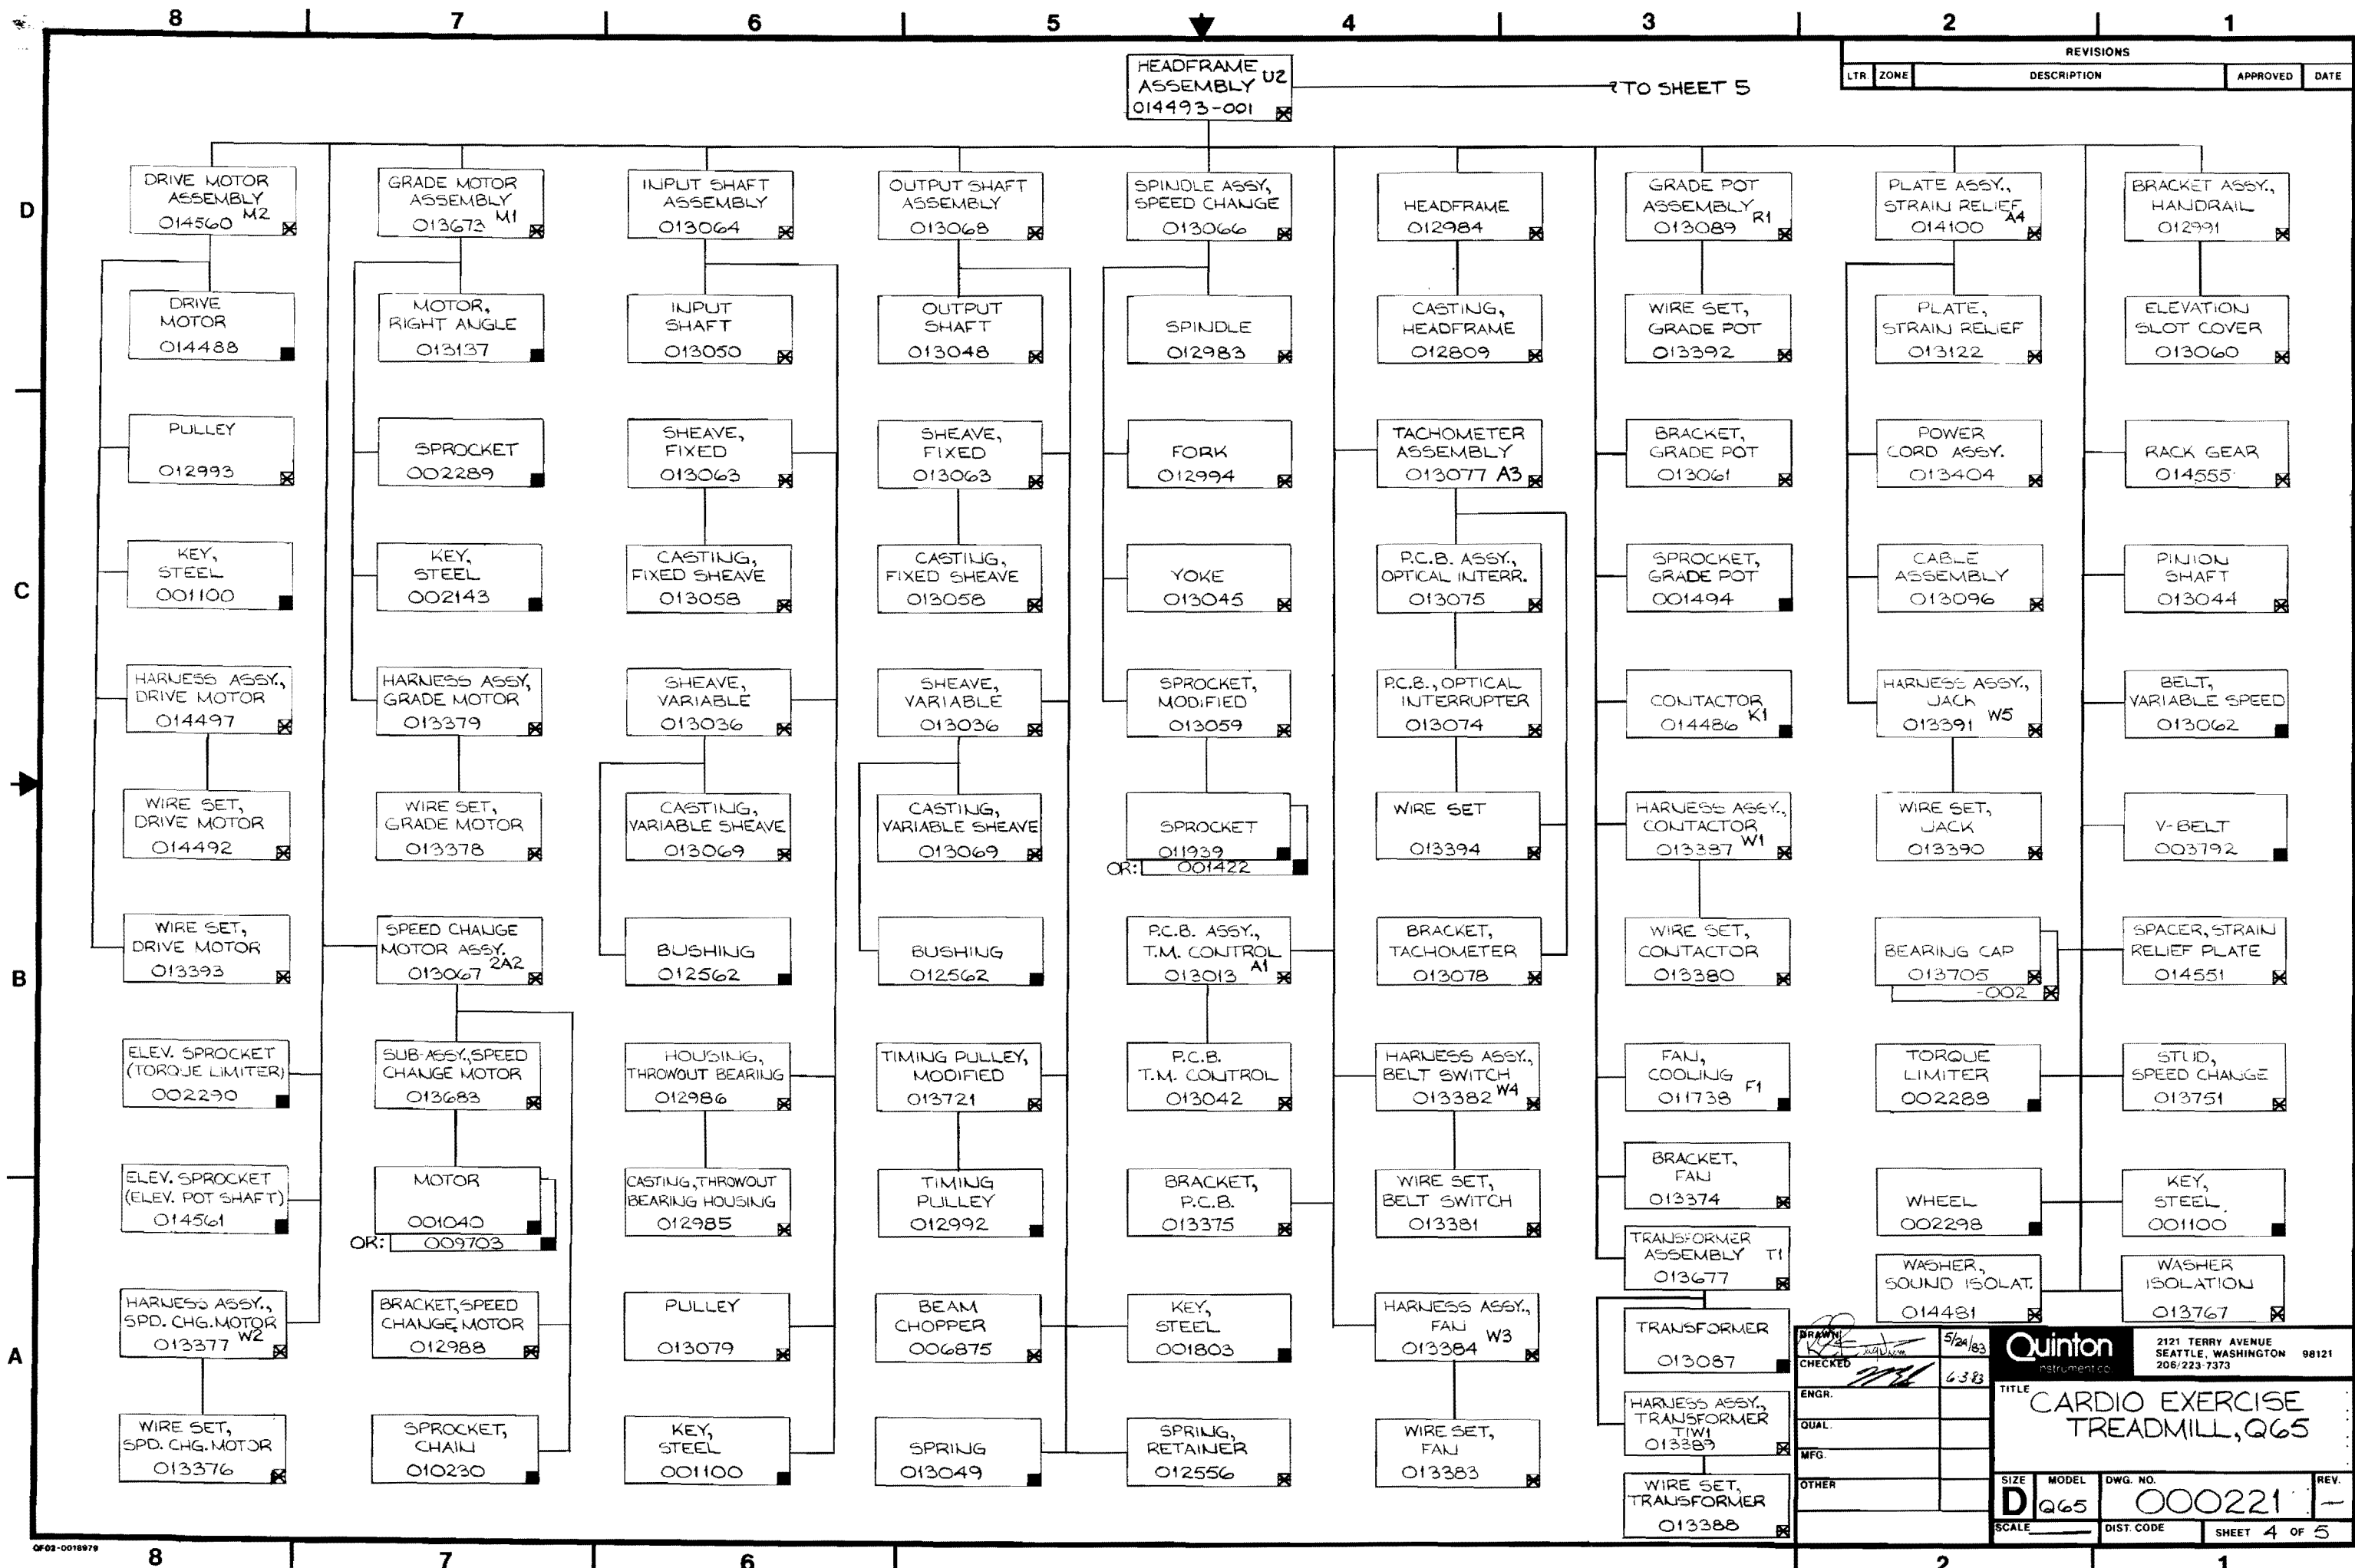 8 7 6 5 4 3 2 1
REVISIONS
LTR. ZONE DESCRIPTION APPROVED DATE
HEADFRAME
ASSEMBLY U2
014493-001
TO SHEET 5
D
DRIVE MOTOR
ASSEMBLY
014560 M2
GRADE MOTOR
ASSEMBLY
013673 M1
INPUT SHAFT
ASSEMBLY
013064
OUTPUT SHAFT
ASSEMBLY
013068
SPINDLE ASSY,
SPEED CHANGE
013066
HEADFRAME
012984
GRADE POT
ASSEMBLY
013089 R1
PLATE ASSY.,
STRAIN RELIEF
014100 A4
BRACKET ASSY.,
HANDRAIL
012991
DRIVE
MOTOR
014488
MOTOR,
RIGHT ANGLE
013137
INPUT
SHAFT
013050
OUTPUT
SHAFT
013048
SPINDLE
012983
CASTING,
HEADFRAME
012809
WIRE SET,
GRADE POT
013392
PLATE,
STRAIN RELIEF
013122
ELEVATION
SLOT COVER
013060
PULLEY
012993
SPROCKET
002289
SHEAVE,
FIXED
013063
SHEAVE,
FIXED
013063
FORK
012994
TACHOMETER
ASSEMBLY
013077 A3
BRACKET,
GRADE POT
013061
POWER
CORD ASSY.
013404
RACK GEAR
014555
C
KEY,
STEEL
001100
KEY,
STEEL
002143
CASTING,
FIXED SHEAVE
013058
CASTING,
FIXED SHEAVE
013058
YOKE
013045
P.C.B. ASSY.,
OPTICAL INTERR.
013075
SPROCKET,
GRADE POT
001494
CABLE
ASSEMBLY
013096
PINION
SHAFT
013044
HARNESS ASSY.,
DRIVE MOTOR
014497
HARNESS ASSY,
GRADE MOTOR
013379
SHEAVE,
VARIABLE
013036
SHEAVE,
VARIABLE
013036
SPROCKET,
MODIFIED
013059
P.C.B., OPTICAL
INTERRUPTER
013074
CONTACTOR
014486 K1
HARNESS ASSY.,
JACK
013391 W5
BELT,
VARIABLE SPEED
013062
WIRE SET,
DRIVE MOTOR
014492
WIRE SET,
GRADE MOTOR
013378
CASTING,
VARIABLE SHEAVE
013069
CASTING,
VARIABLE SHEAVE
013069
SPROCKET
011939
OR: 001422
WIRE SET
013394
HARNESS ASSY.,
CONTACTOR
013387 W1
WIRE SET,
JACK
013390
V-BELT
003792
B
WIRE SET,
DRIVE MOTOR
013393
SPEED CHANGE
MOTOR ASSY.
013067 2A2
BUSHING
012562
BUSHING
012562
P.C.B. ASSY.,
T.M. CONTROL
013013 A1
BRACKET,
TACHOMETER
013078
WIRE SET,
CONTACTOR
013380
BEARING CAP
013705
-002
SPACER, STRAIN
RELIEF PLATE
014551
ELEV. SPROCKET
(TORQUE LIMITER)
002290
SUB-ASSY., SPEED
CHANGE MOTOR
013683
HOUSING,
THROWOUT BEARING
012986
TIMING PULLEY,
MODIFIED
013721
P.C.B.
T.M. CONTROL
013042
HARNESS ASSY.,
BELT SWITCH
013382 W4
FAN,
COOLING
011738 F1
TORQUE
LIMITER
002288
STUD,
SPEED CHANGE
013751
ELEV. SPROCKET
(ELEV. POT SHAFT)
014561
MOTOR
001040
OR: 009703
CASTING, THROWOUT
BEARING HOUSING
012985
TIMING
PULLEY
012992
BRACKET,
P.C.B.
013375
WIRE SET,
BELT SWITCH
013381
BRACKET,
FAN
013374
WHEEL
002298
KEY,
STEEL
001100
TRANSFORMER
ASSEMBLY T1
013677
WASHER,
SOUND ISOLAT.
014481
WASHER
ISOLATION
013767
A
HARNESS ASSY.,
SPD. CHG. MOTOR
013377 W2
BRACKET, SPEED
CHANGE MOTOR
012988
PULLEY
013079
BEAM
CHOPPER
006875
KEY,
STEEL
001803
HARNESS ASSY.,
FAN
013384 W3
TRANSFORMER
013087
WIRE SET,
SPD. CHG. MOTOR
013376
SPROCKET,
CHAIN
010230
KEY,
STEEL
001100
SPRING
013049
SPRING,
RETAINER
012556
WIRE SET,
FAN
013383
HARNESS ASSY.,
TRANSFORMER
T1W1
013389
WIRE SET,
TRANSFORMER
013388
DRAWN 5/24/83
CHECKED 6-3-83
ENGR.
QUAL.
MFG.
OTHER
Quinton
instrument co.
2121 TERRY AVENUE
SEATTLE, WASHINGTON 98121
206/223-7373
TITLE
CARDIO EXERCISE
TREADMILL, Q65
SIZE D
MODEL Q65
DWG. NO. 000221
REV. —
SCALE
DIST. CODE
SHEET 4 OF 5
QF02-0018979
8 7 6 2 1